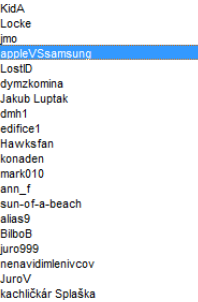 KidA
Locke
jmo
appleVSsamsung
LostID
dymzkomina
Jakub Luptak
dmh1
edifice1
Hawksfan
konaden
mark010
ann_f
sun-of-a-beach
alias9
BilboB
juro999
nenavidimlenivcov
JuroV
kachličkár Splaška